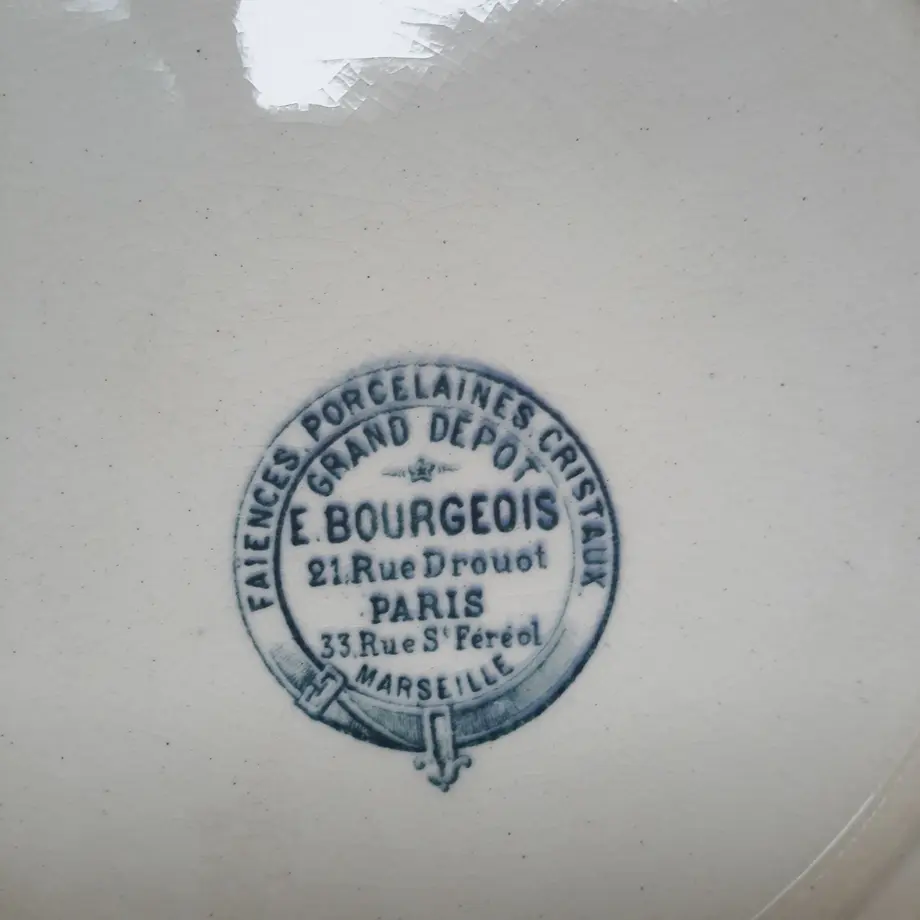 FAIENCES. PORCELAINES. CRISTAUX
GRAND DEPOT
E. BOURGEOIS
21. Rue Drouot
PARIS
33. Rue St Féréol
MARSEILLE